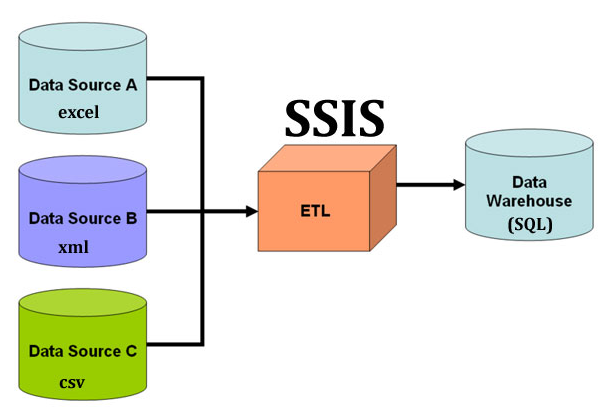 Data Source A
excel
Data Source B
xml
Data Source C
csv
SSIS
ETL
Data
Warehouse
(SQL)